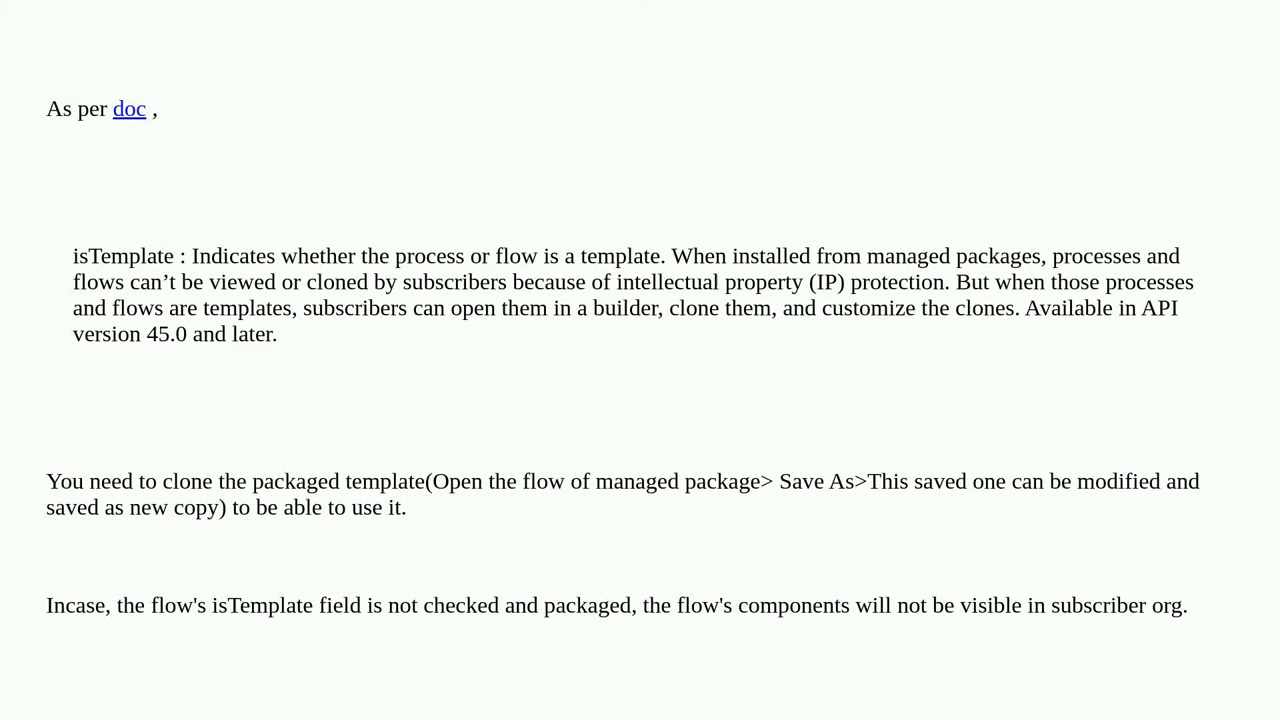 As per doc ,
isTemplate : Indicates whether the process or flow is a template. When installed from managed packages, processes and
flows can’t be viewed or cloned by subscribers because of intellectual property (IP) protection. But when those processes
and flows are templates, subscribers can open them in a builder, clone them, and customize the clones. Available in API
version 45.0 and later.
You need to clone the packaged template(Open the flow of managed package> Save As>This saved one can be modified and
saved as new copy) to be able to use it.
Incase, the flow's isTemplate field is not checked and packaged, the flow's components will not be visible in subscriber org.